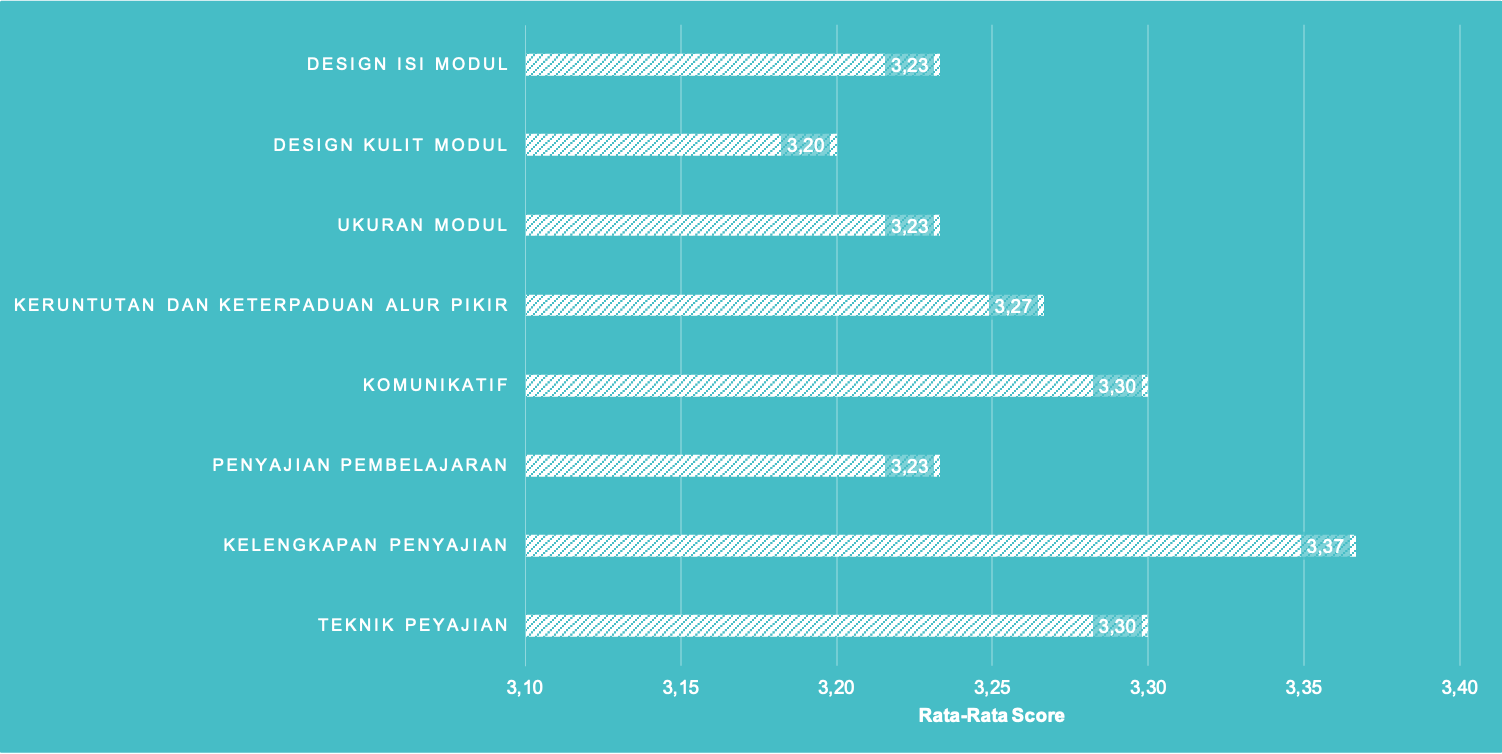 DESIGN ISI MODUL 3,23
DESIGN KULIT MODUL 3,20
UKURAN MODUL 3,23
KERUNTUTAN DAN KETERPADUAN ALUR PIKIR 3,27
KOMUNIKATIF 3,30
PENYAJIAN PEMBELAJARAN 3,23
KELENGKAPAN PENYAJIAN 3,37
TEKNIK PEYAJIAN 3,30
3,10 3,15 3,20 3,25 3,30 3,35 3,40
Rata-Rata Score